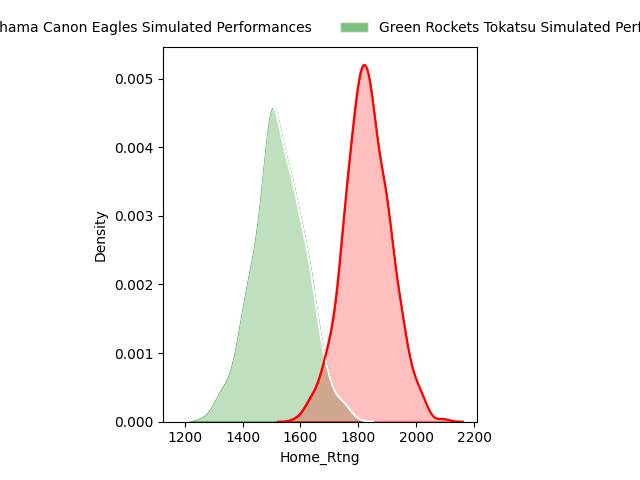 hama Canon Eagles Simulated Performances
Green Rockets Tokatsu Simulated Perf
0.005
0.004
0.003
0.002
0.001
0.000
Density
1200 1400 1600 1800 2000 2200
Home_Rtng